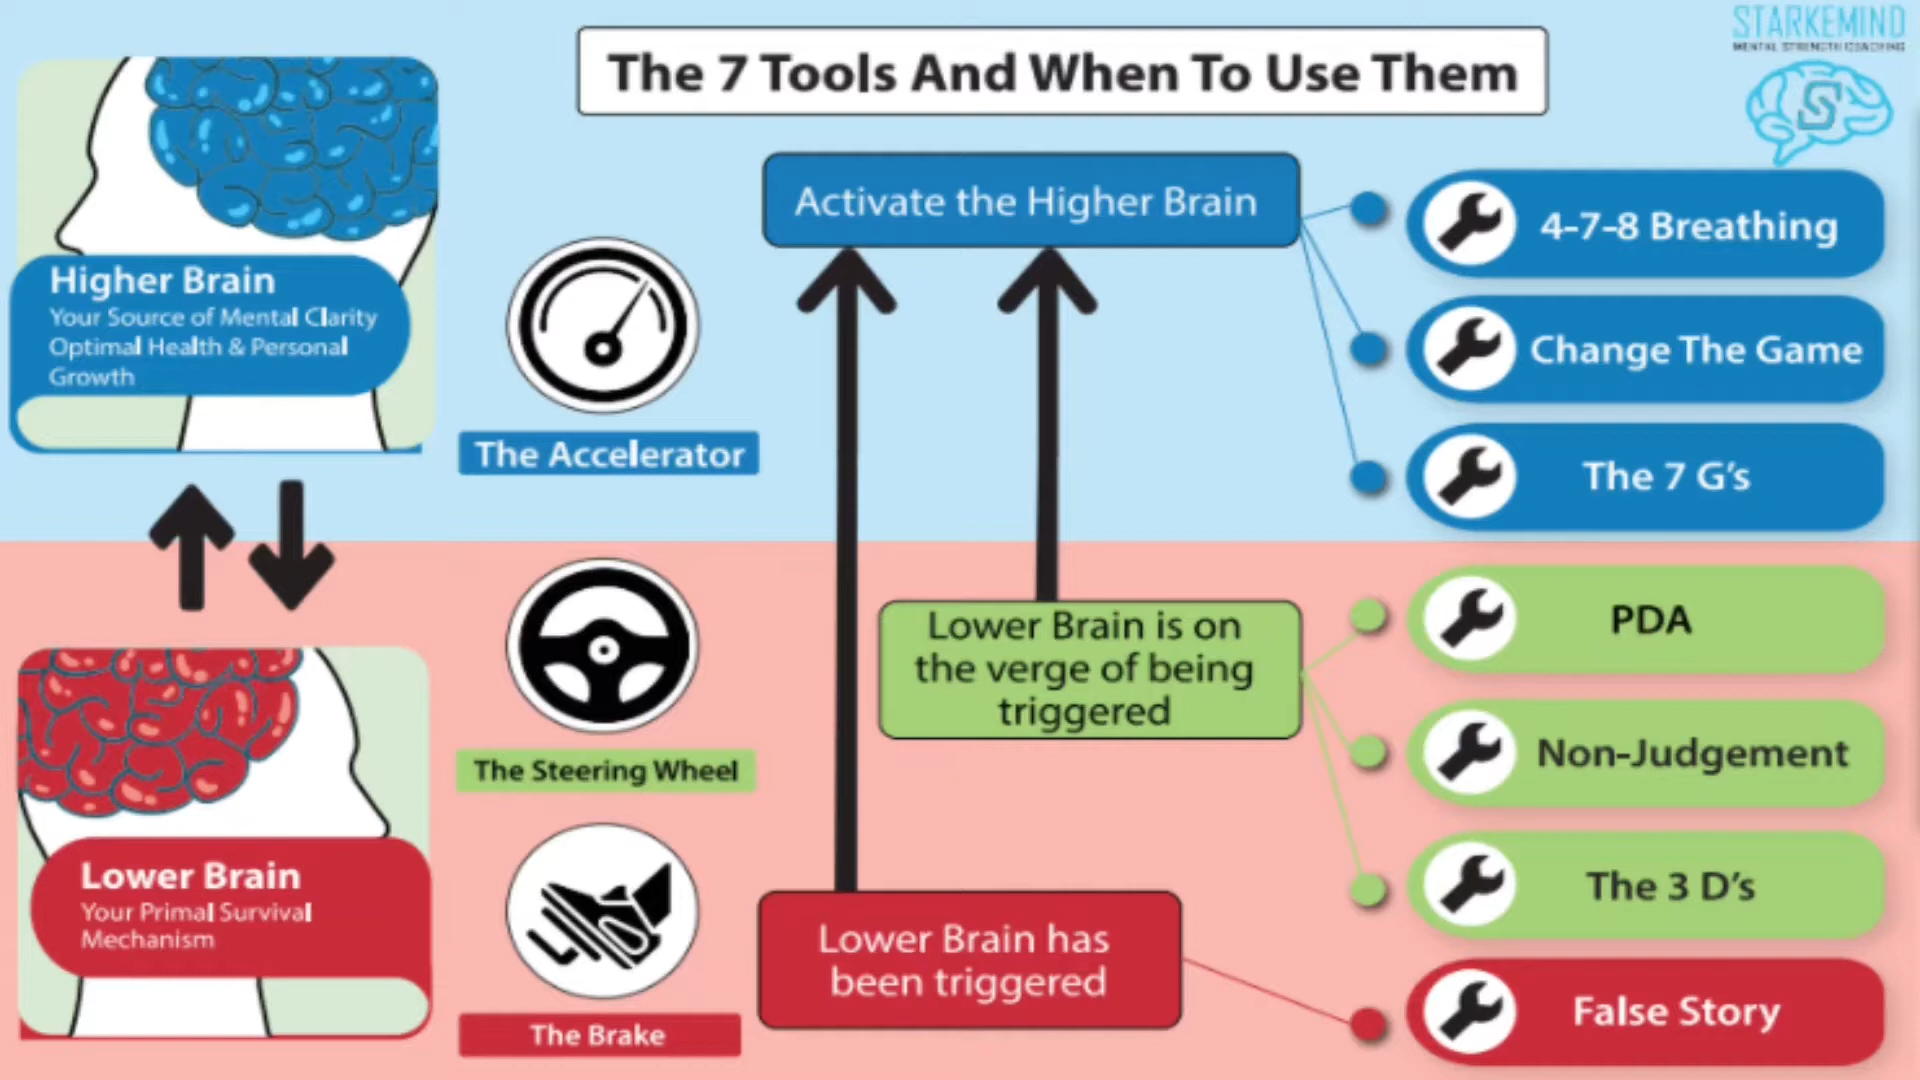 STARKEMIND
MENTAL STRENGTH COACHING
S
The 7 Tools And When To Use Them
Higher Brain
Your Source of Mental Clarity
Optimal Health & Personal
Growth
The Accelerator
Activate the Higher Brain
4-7-8 Breathing
Change The Game
The 7 G's
The Steering Wheel
Lower Brain is on
the verge of being
triggered
PDA
Non-Judgement
The 3 D's
Lower Brain
Your Primal Survival
Mechanism
The Brake
Lower Brain has
been triggered
False Story